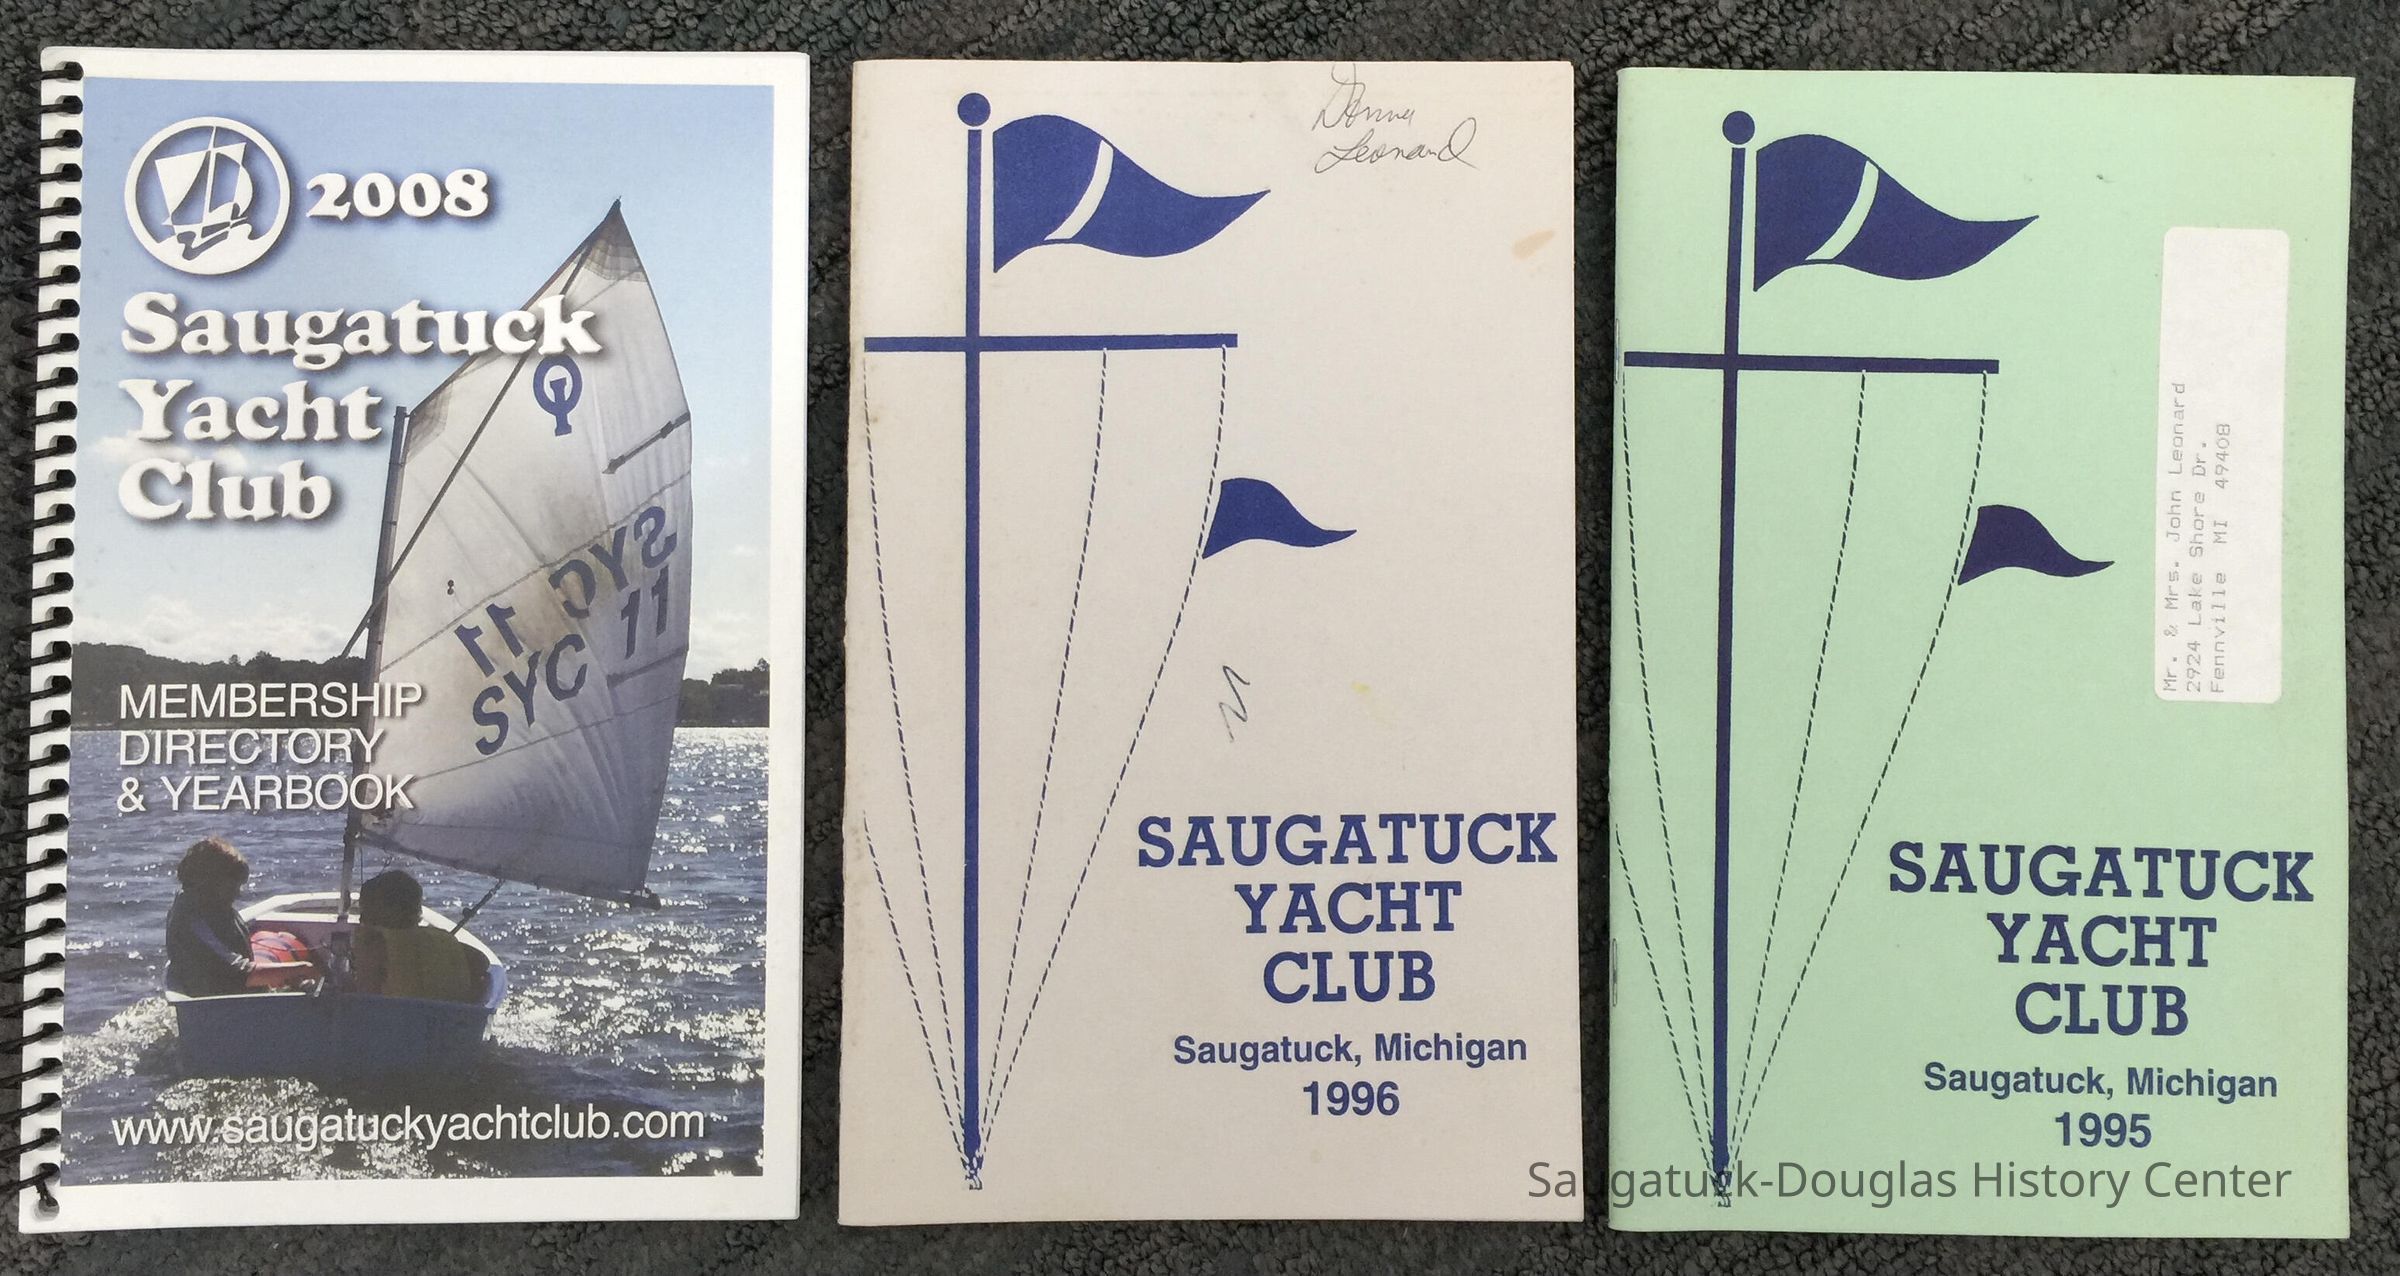 2008
Saugatuck
Yacht
Club
SYC
11
11
SYC
MEMBERSHIP
DIRECTORY
& YEARBOOK
www.saugatuckyachtclub.com
Donna
Leonard
SAUGATUCK
YACHT
CLUB
Saugatuck, Michigan
1996
Mr. & Mrs. John Leonard
2924 Lake Shore Dr.
Fennville MI 49408
SAUGATUCK
YACHT
CLUB
Saugatuck, Michigan
1995
Saugatuck-Douglas History Center